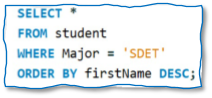 SELECT *
FROM student
WHERE Major = 'SDET'
ORDER BY firstName DESC;